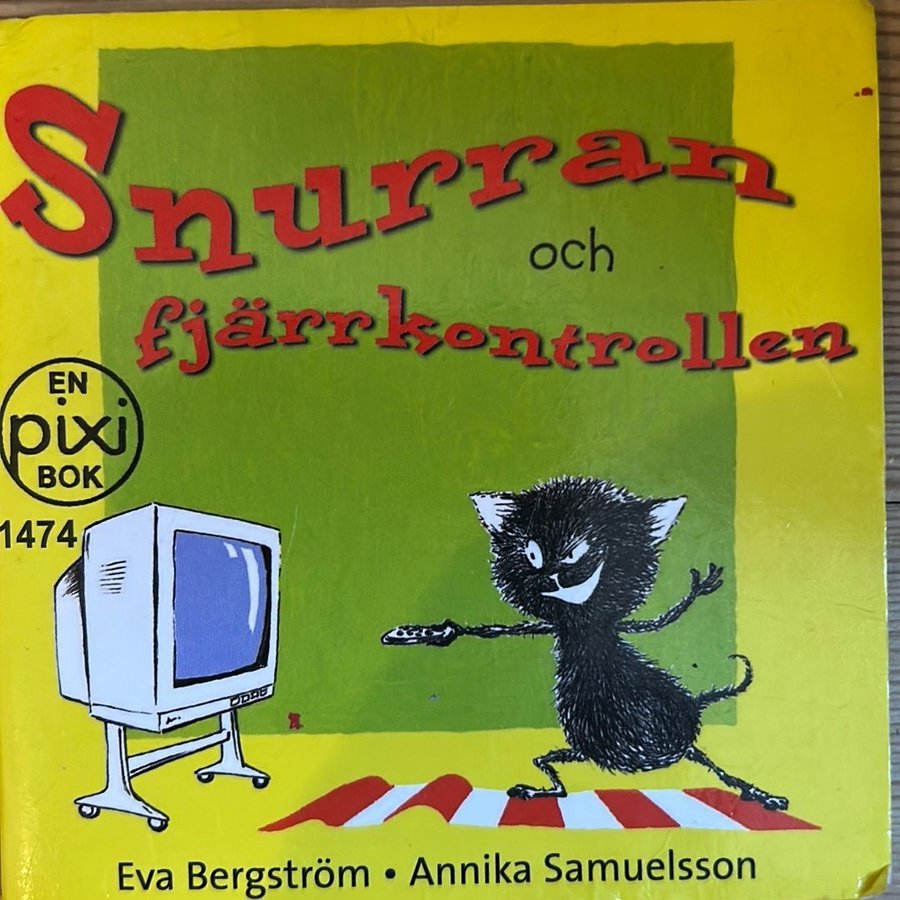 Snurran
och
fjärrkontrollen
EN
pixi
BOK
1474
Eva Bergström • Annika Samuelsson